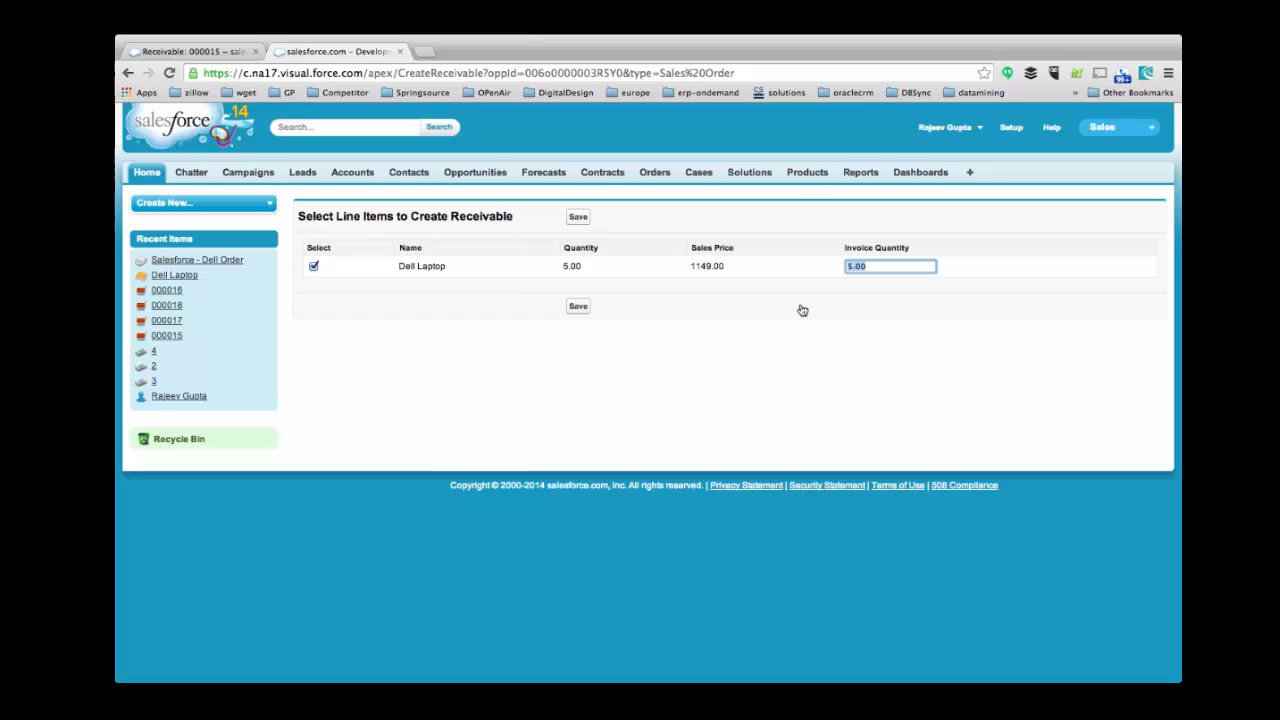 Receivable: 000015 ~ sale
salesforce.com - Develop
https://c.na17.visual.force.com/apex/CreateReceivable?oppId=006o0000003R5Y0&type=Sales%20Order
Apps zillow wget GP Competitor Springsource OPenAir DigitalDesign europe erp-ondemand CS solutions oraclecrm DBSync datamining » Other Bookmarks
99+
salesforce 14
Search... Search
Rajeev Gupta Setup Help Sales
Home Chatter Campaigns Leads Accounts Contacts Opportunities Forecasts Contracts Orders Cases Solutions Products Reports Dashboards +
Create New...
Recent Items
Salesforce - Dell Order
Dell Laptop
000016
000018
000017
000015
4
2
3
Rajeev Gupta
Recycle Bin
Select Line Items to Create Receivable Save
Select Name Quantity Sales Price Invoice Quantity
Dell Laptop 5.00 1149.00 5.00
Save
Copyright © 2000-2014 salesforce.com, inc. All rights reserved. | Privacy Statement | Security Statement | Terms of Use | 508 Compliance